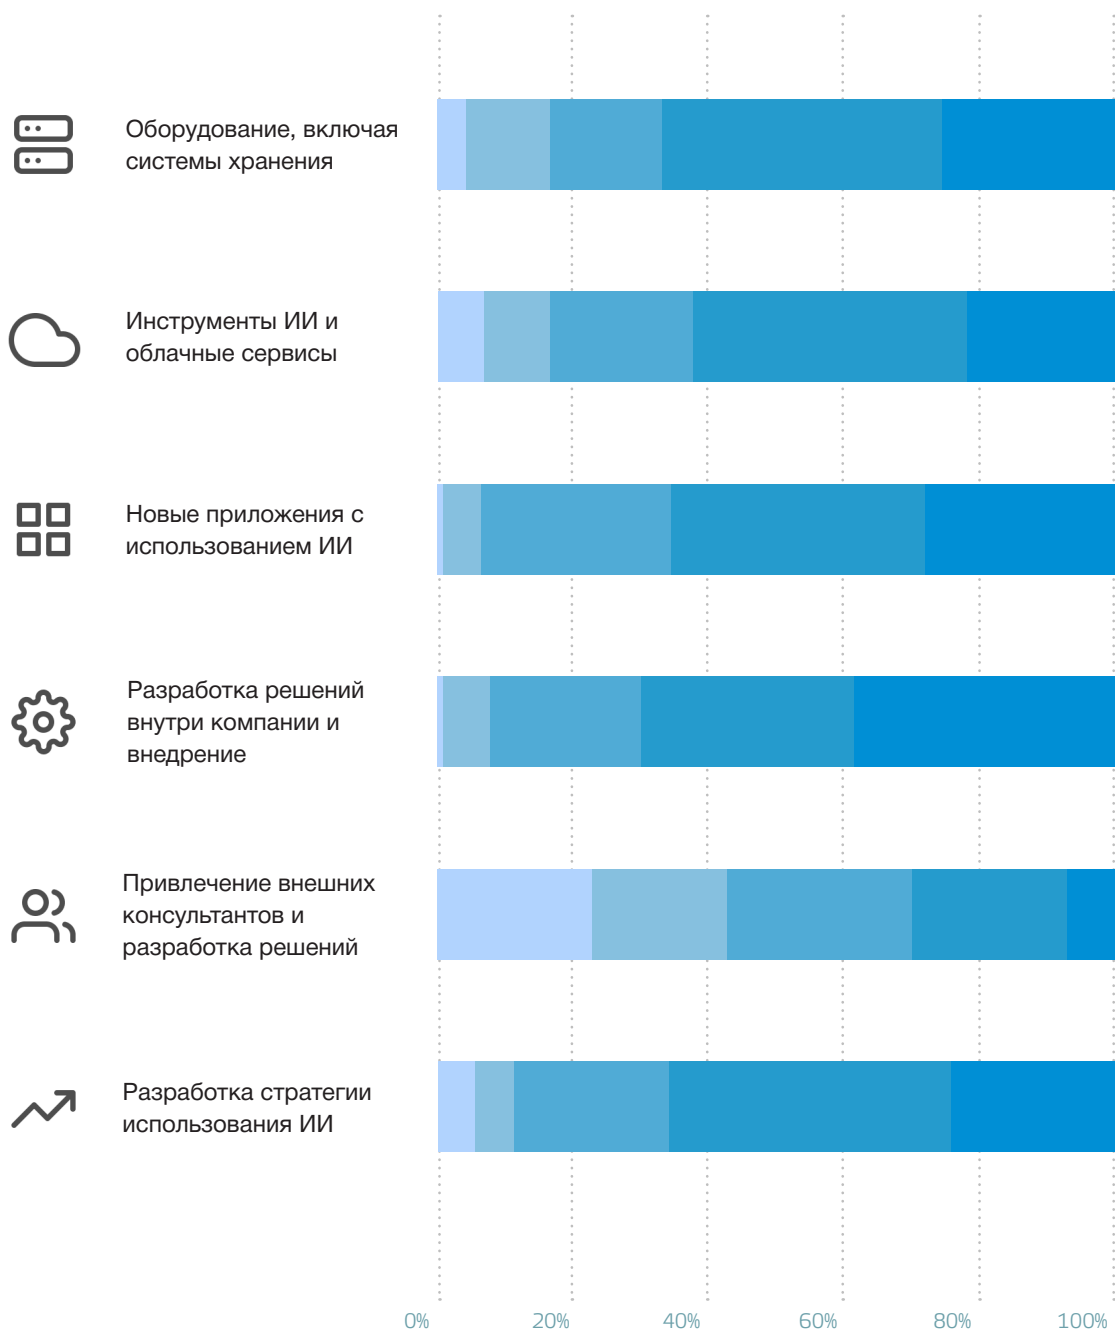 Оборудование, включая
системы хранения
Инструменты ИИ и
облачные сервисы
Новые приложения с
использованием ИИ
Разработка решений
внутри компании и
внедрение
Привлечение внешних
консультантов и
разработка решений
Разработка стратегии
использования ИИ
0% 20% 40% 60% 80% 100%